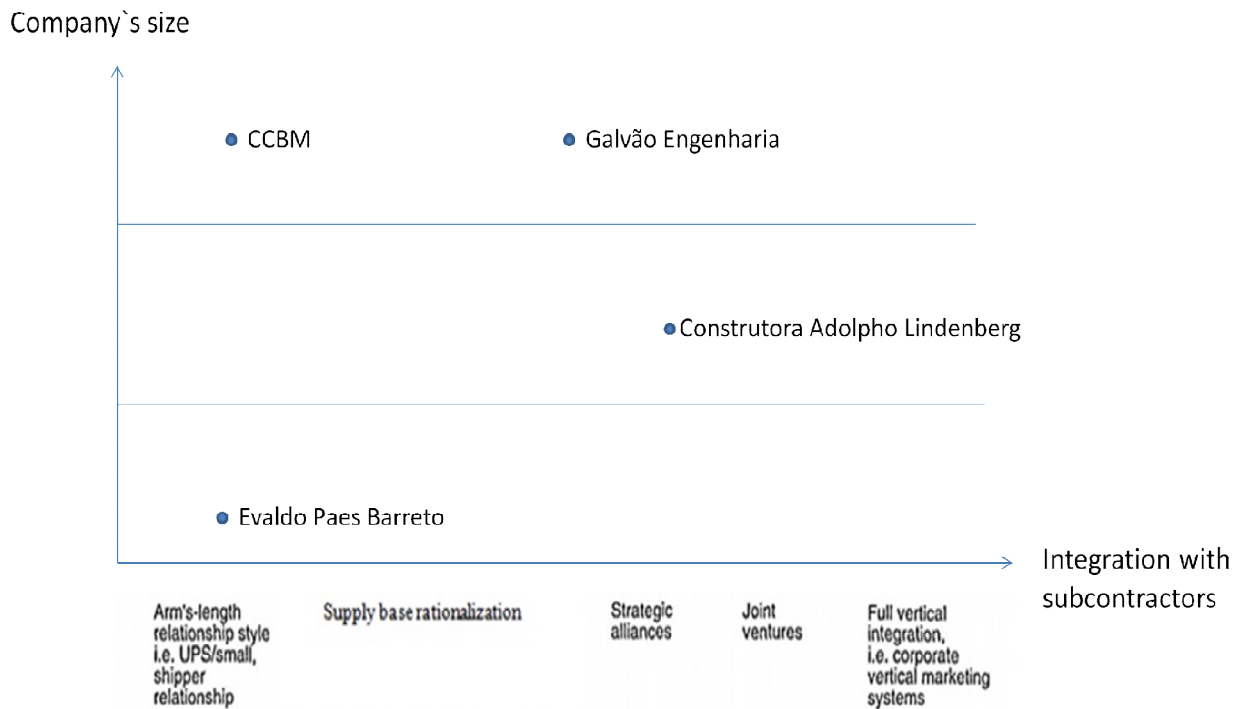 Company`s size
CCBM
Galvão Engenharia
Construtora Adolpho Lindenberg
Evaldo Paes Barreto
Integration with
subcontractors
Arm's-length
relationship style
i.e. UPS/small,
shipper
relationship
Supply base rationalization
Strategic
alliances
Joint
ventures
Full vertical
integration,
i.e. corporate
vertical marketing
systems